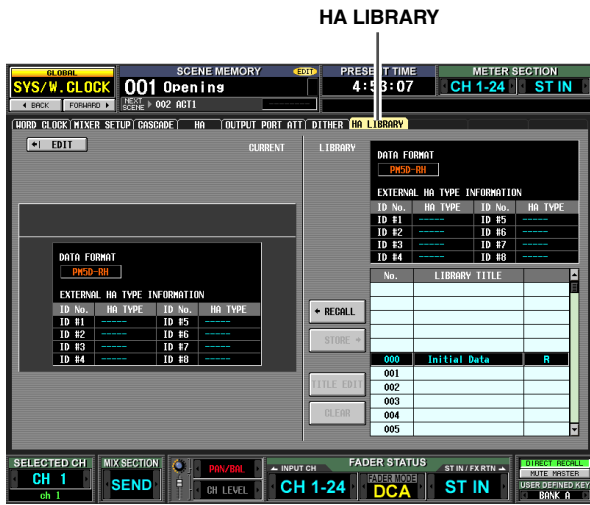 HA LIBRARY
GLOBAL SCENE MEMORY EDIT PRESENT TIME METER SECTION
SYS/W.CLOCK 001 Opening 4:53:07 CH 1-24 ST IN
BACK FORWARD NEXT SCENE 002 ACT1
WORD CLOCK MIXER SETUP CASCADE HA OUTPUT PORT ATT DITHER HA LIBRARY
EDIT CURRENT LIBRARY
DATA FORMAT
PM5D-RH
EXTERNAL HA TYPE INFORMATION
ID No. HA TYPE ID No. HA TYPE
ID #1 ----- ID #5 -----
ID #2 ----- ID #6 -----
ID #3 ----- ID #7 -----
ID #4 ----- ID #8 -----
DATA FORMAT
PM5D-RH
EXTERNAL HA TYPE INFORMATION
ID No. HA TYPE ID No. HA TYPE
ID #1 ----- ID #5 -----
ID #2 ----- ID #6 -----
ID #3 ----- ID #7 -----
ID #4 ----- ID #8 -----
No. LIBRARY TITLE
RECALL
STORE
TITLE EDIT
CLEAR
000 Initial Data R
001
002
003
004
005
SELECTED CH MIX SECTION PAN/BAL INPUT CH FADER STATUS ST IN / FX RTN DIRECT RECALL
CH 1 SEND CH LEVEL CH 1-24 FADER MODE ST IN MUTE MASTER
ch 1 DCA USER DEFINED KEY
BANK A